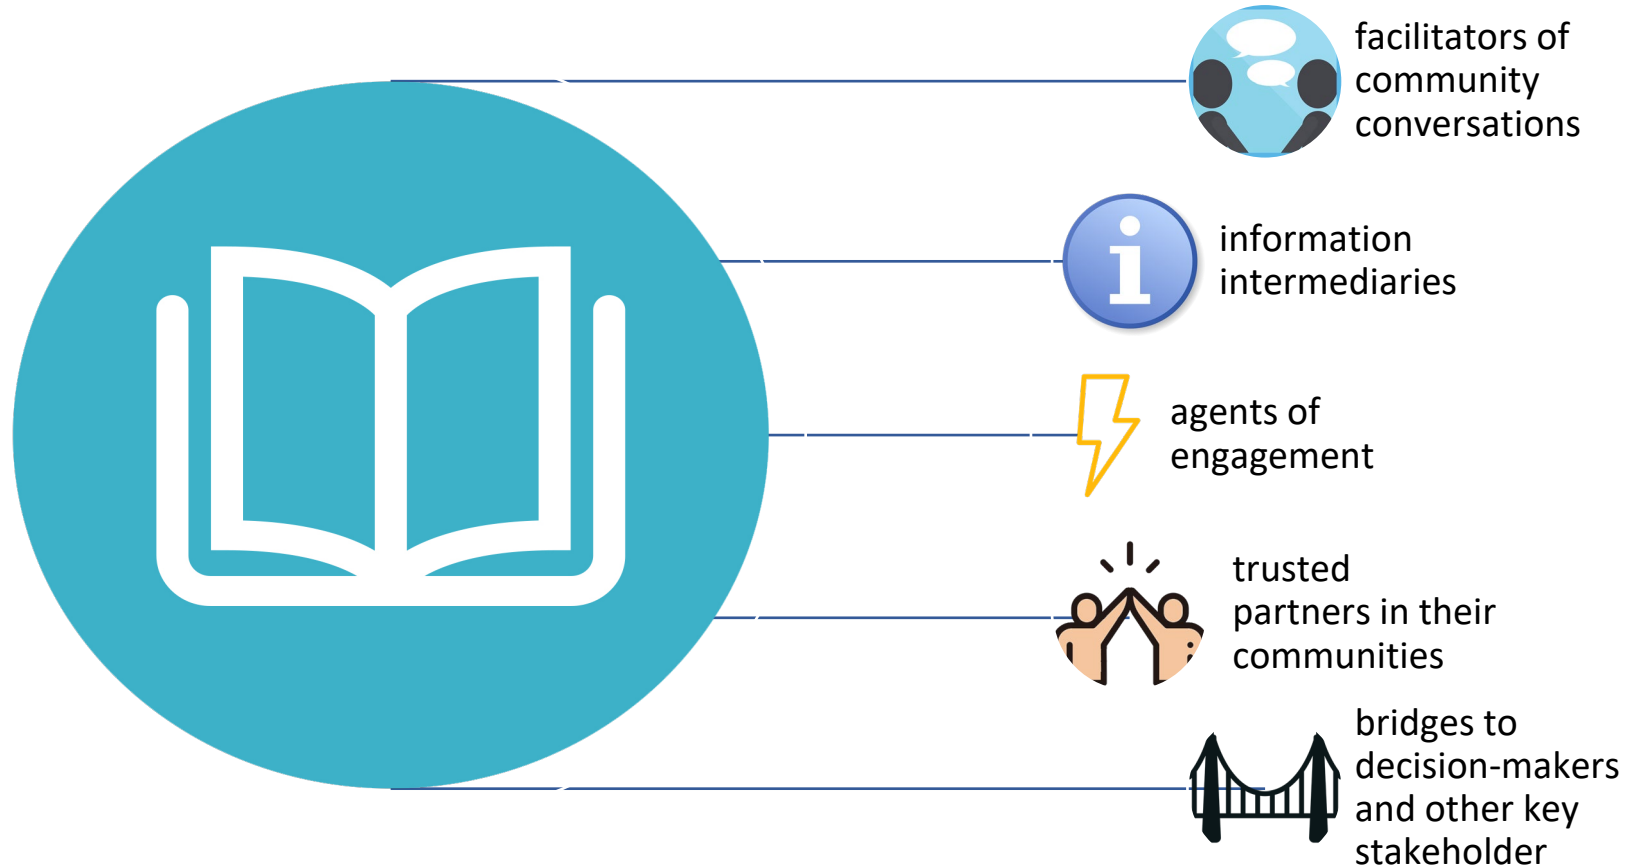 facilitators of
community
conversations
information
intermediaries
agents of
engagement
trusted
partners in their
communities
bridges to
decision-makers
and other key
stakeholder